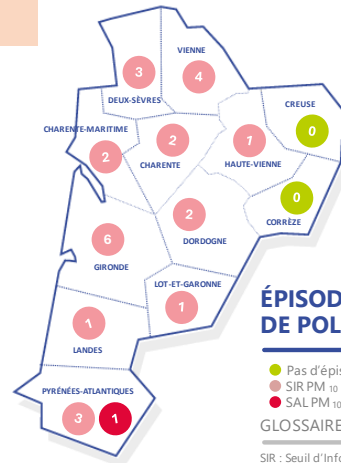 VIENNE
3
4
DEUX-SÈVRES
CREUSE
0
CHARENTE-MARITIME
2
2
CHARENTE
1
HAUTE-VIENNE
0
CORRÈZE
2
DORDOGNE
6
GIRONDE
LOT-ET-GARONNE
1
1
LANDES
PYRÉNÉES-ATLANTIQUES
3
1
ÉPISOD
DE POL
Pas d'épis
SIR PM 10
SAL PM 10
GLOSSAIRE
SIR : Seuil d'Info